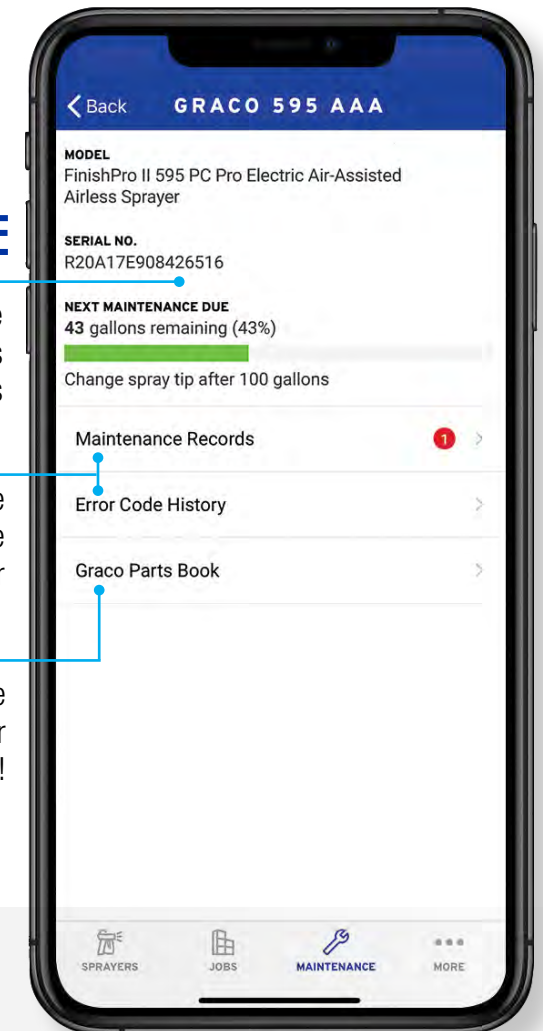 Back GRACO 595 AAA
MODEL
FinishPro II 595 PC Pro Electric Air-Assisted
Airless Sprayer
SERIAL NO.
R20A17E908426516
NEXT MAINTENANCE DUE
43 gallons remaining (43%)
Change spray tip after 100 gallons
Maintenance Records 1
Error Code History
Graco Parts Book
SPRAYERS JOBS MAINTENANCE MORE